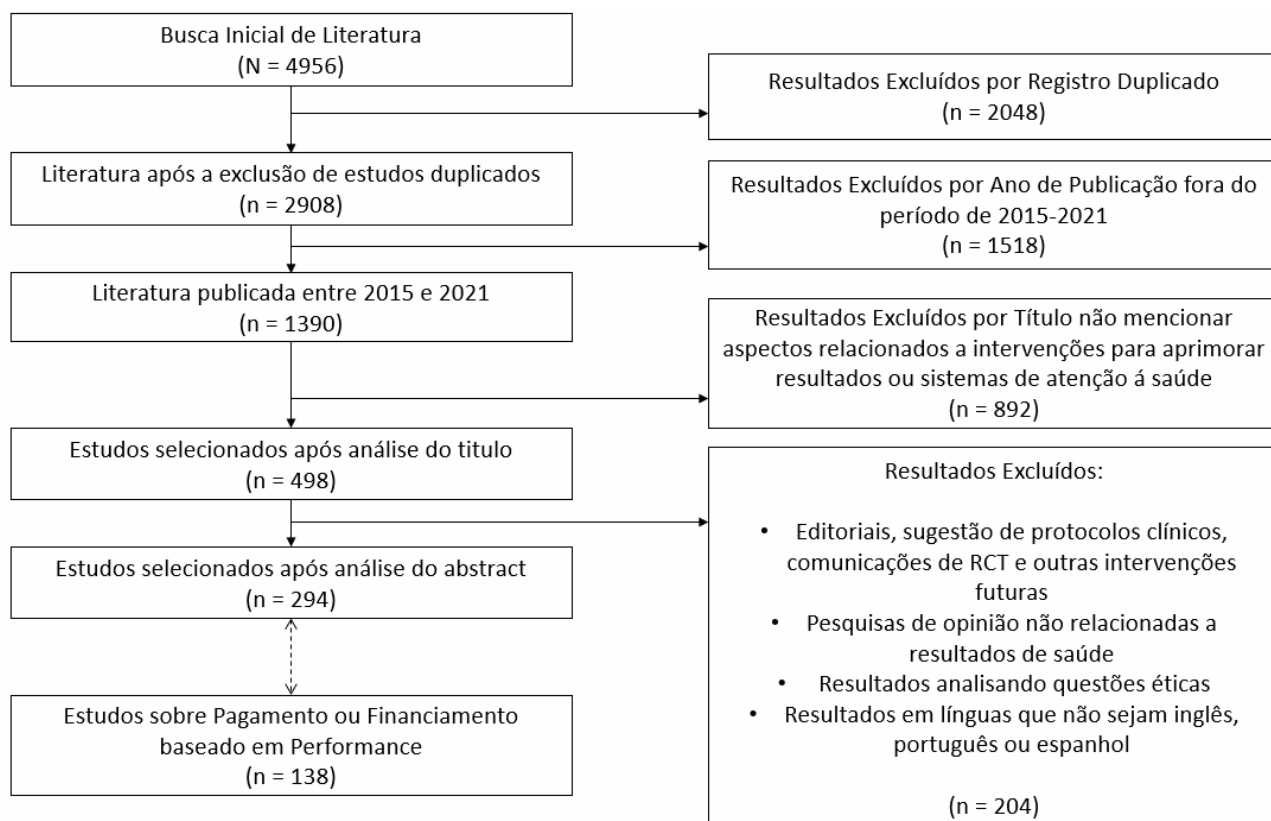 Busca Inicial de Literatura
(N = 4956)
Resultados Excluídos por Registro Duplicado
(n = 2048)
Literatura após a exclusão de estudos duplicados
(n = 2908)
Resultados Excluídos por Ano de Publicação fora do
período de 2015-2021
(n = 1518)
Literatura publicada entre 2015 e 2021
(n = 1390)
Resultados Excluídos por Título não mencionar
aspectos relacionados a intervenções para aprimorar
resultados ou sistemas de atenção á saúde
(n = 892)
Estudos selecionados após análise do titulo
(n = 498)
Resultados Excluídos:
• Editoriais, sugestão de protocolos clínicos,
comunicações de RCT e outras intervenções
futuras
• Pesquisas de opinião não relacionadas a
resultados de saúde
• Resultados analisando questões éticas
• Resultados em línguas que não sejam inglês,
português ou espanhol
(n = 204)
Estudos selecionados após análise do abstract
(n = 294)
Estudos sobre Pagamento ou Financiamento
baseado em Performance
(n = 138)